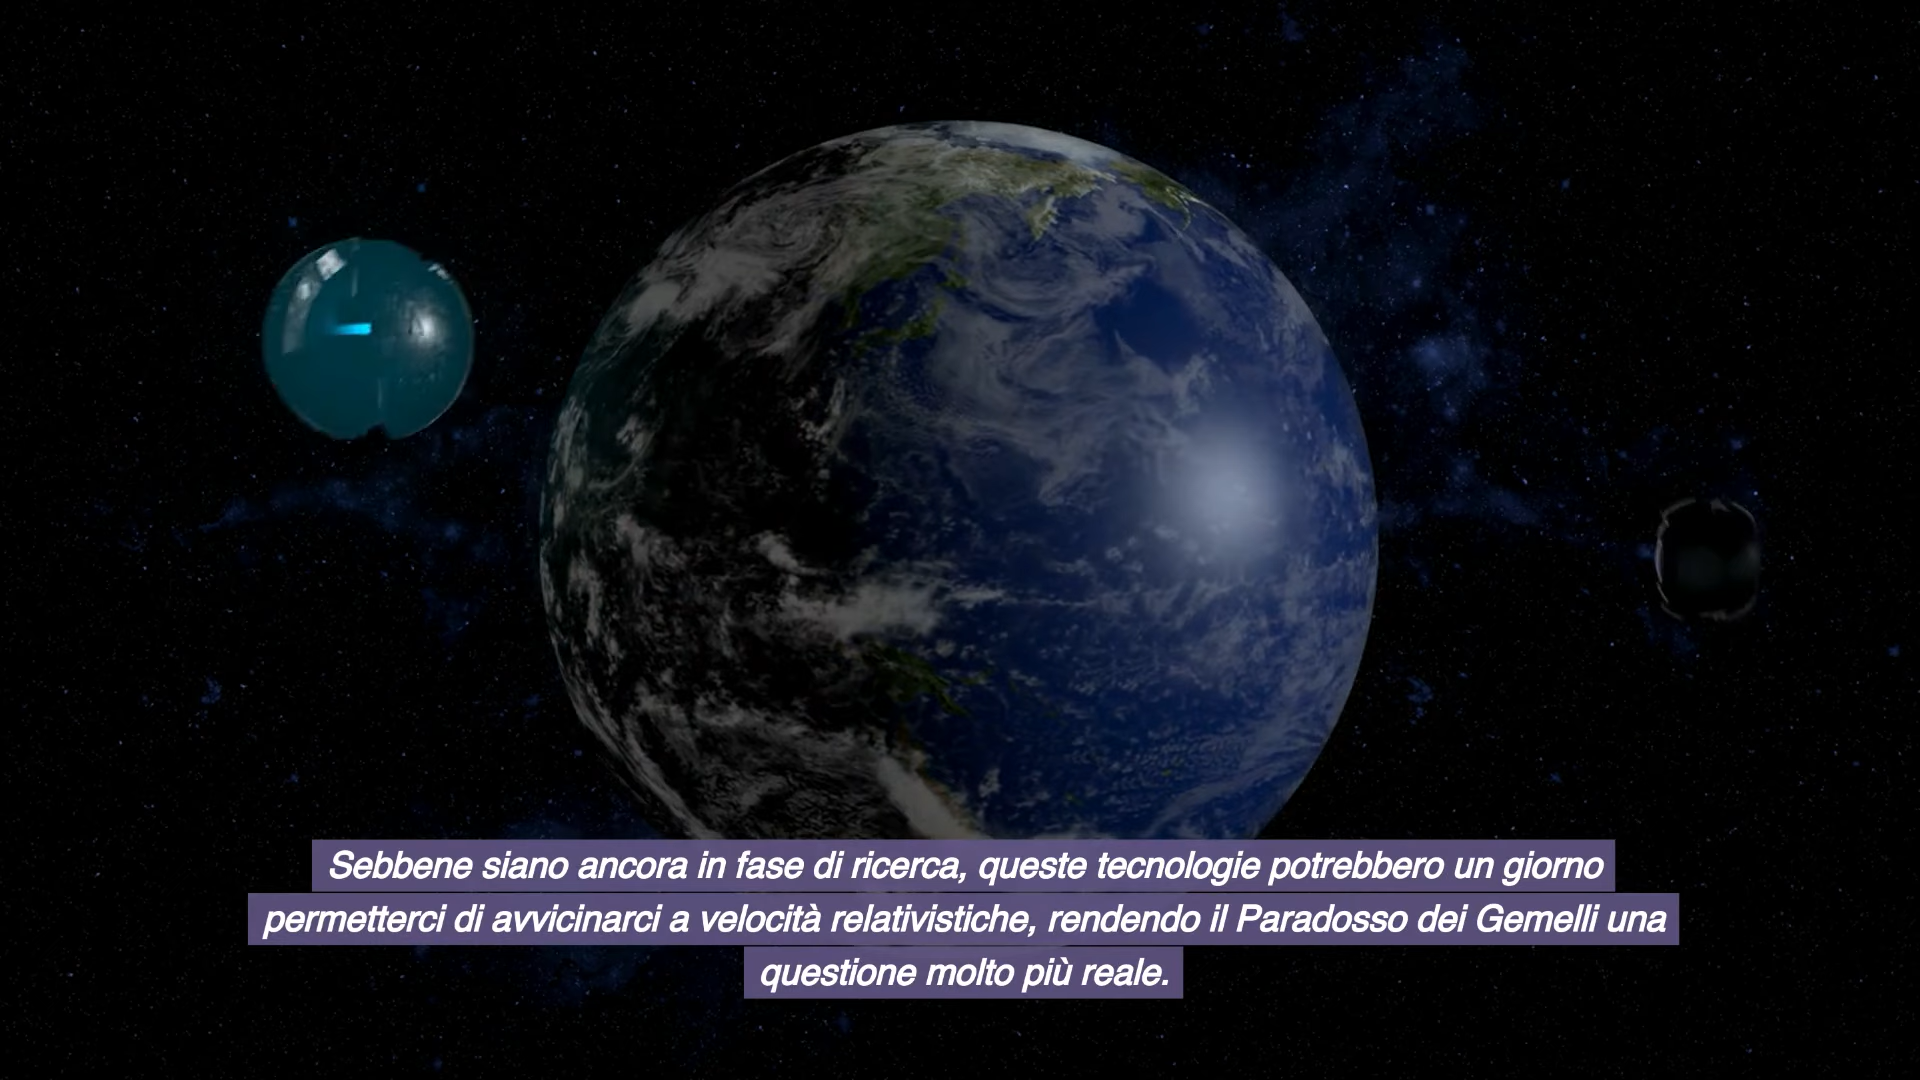 Sebbene siano ancora in fase di ricerca, queste tecnologie potrebbero un giorno
permetterci di avvicinarci a velocità relativistiche, rendendo il Paradosso dei Gemelli una
questione molto più reale.